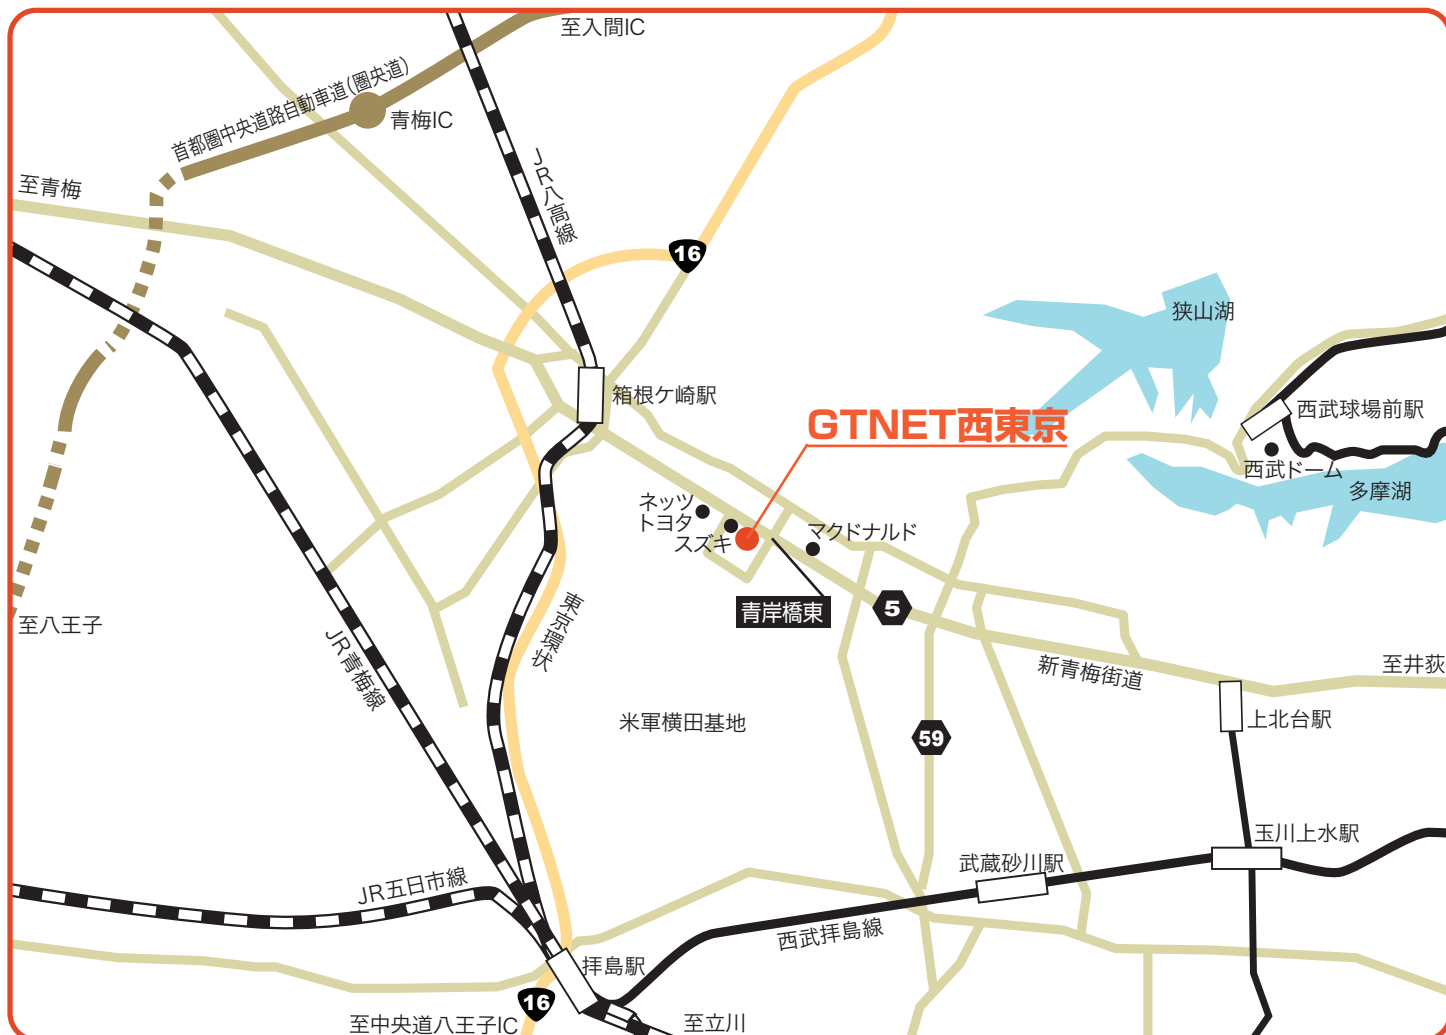 至入間IC
首都圏中央道路自動車道(圏央道)
青梅IC
至青梅
JR八高線
16
狭山湖
箱根ケ崎駅
西武球場前駅
GTNET西東京
西武ドーム
多摩湖
ネッツ
トヨタ
スズキ
マクドナルド
青岸橋東
5
至八王子
JR青梅線
東京環状
新青梅街道
至井荻
米軍横田基地
59
上北台駅
玉川上水駅
武蔵砂川駅
JR五日市線
西武拝島線
拝島駅
16
至中央道八王子IC
至立川